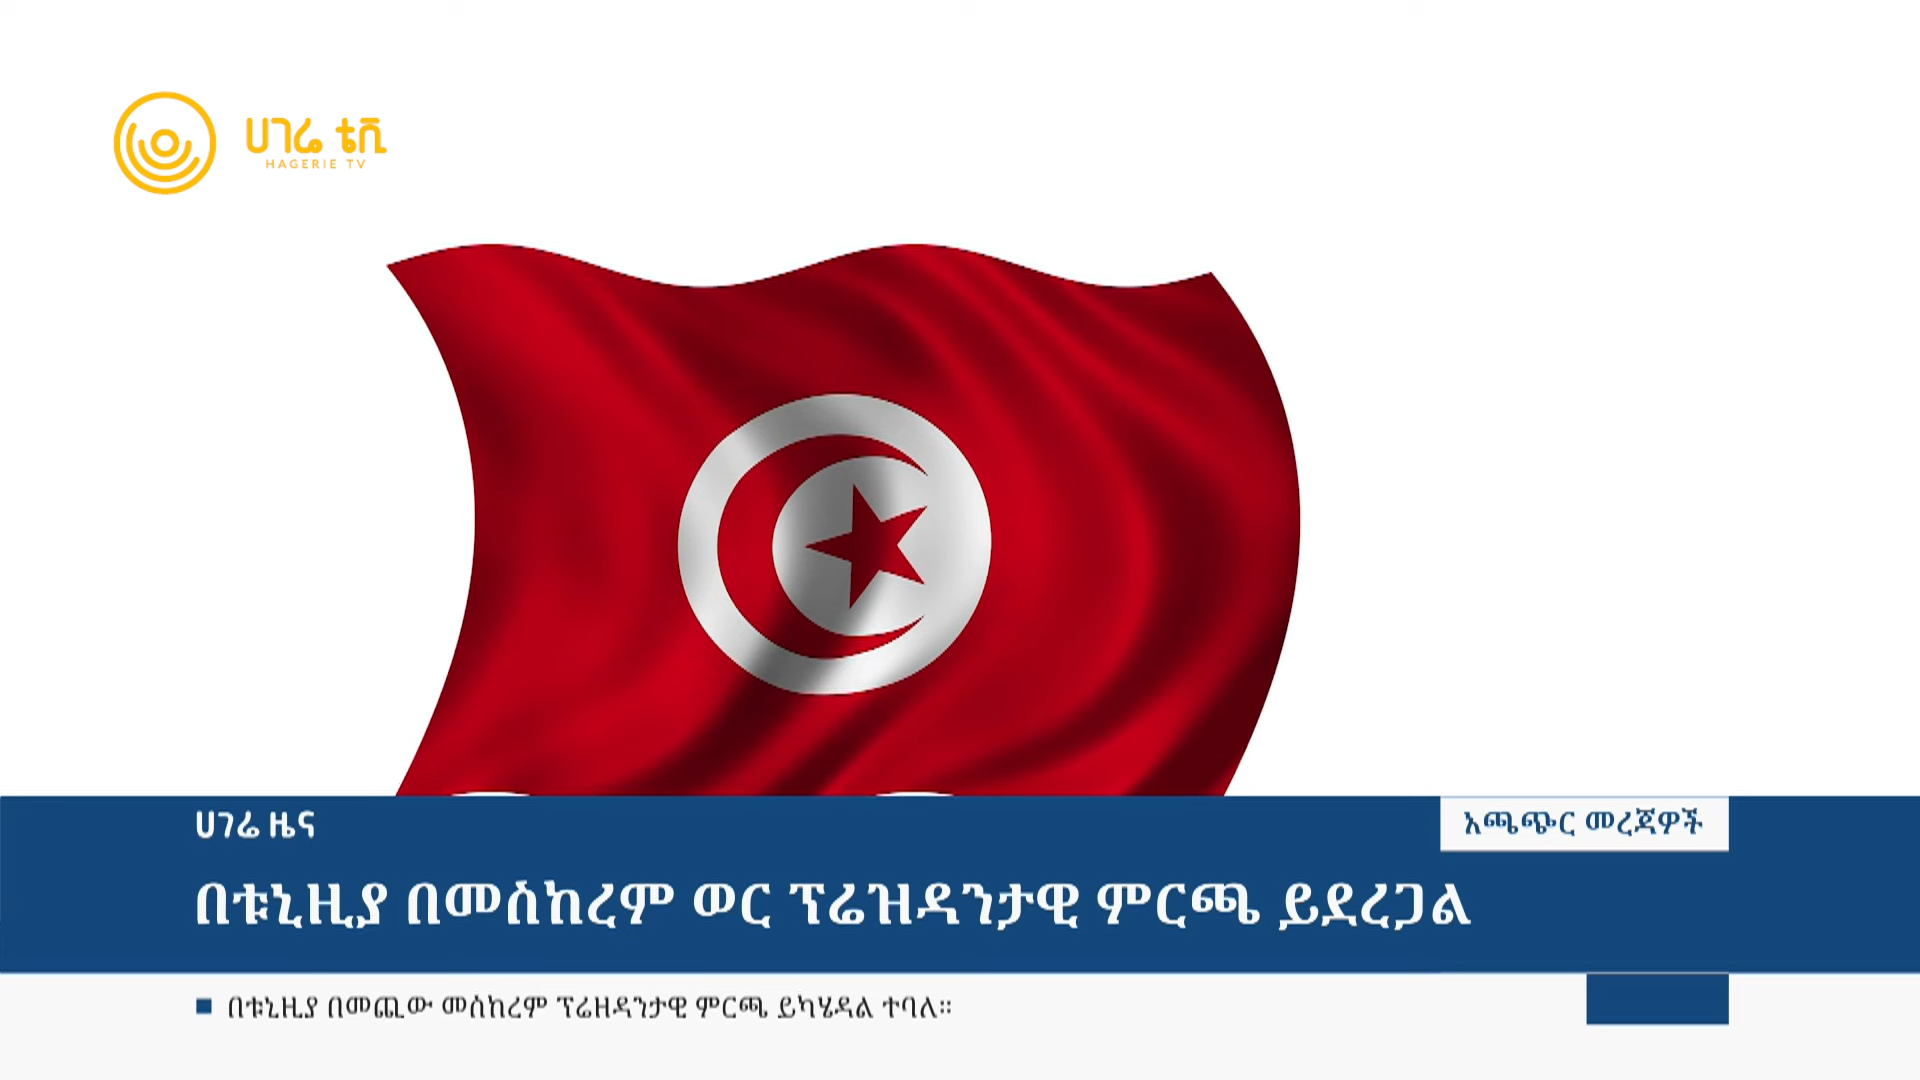 ሀገሬ ቴቪ
HAGERIE TV
ሀገሬ ዜና
አጫጭር መረጃዎች
በቱኒዚያ በመስከረም ወር ፕሬዝዳንታዊ ምርጫ ይደረጋል
በቱኒዚያ በመጪው መስከረም ፕሬዘዳንታዊ ምርጫ ይካሄዳል ተባለ።